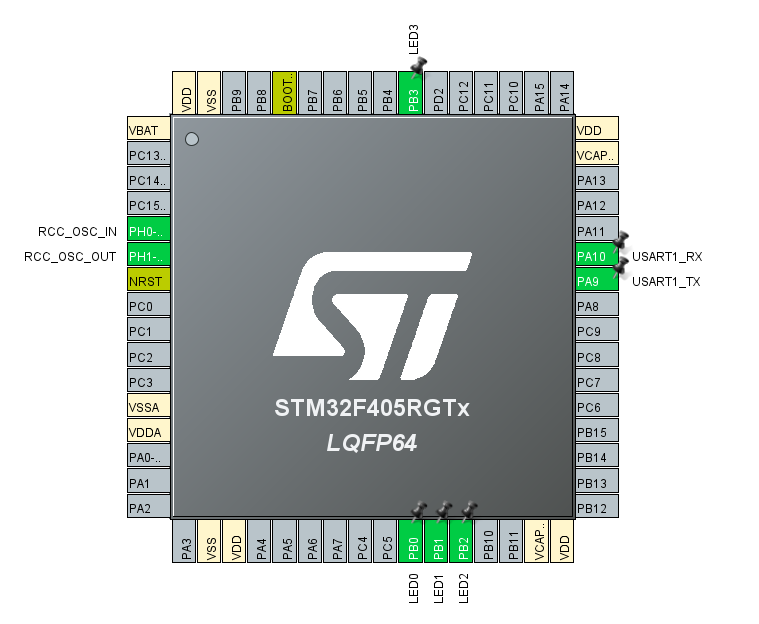 LED3
VDD
VSS
PB9
PB8
BOOT..
PB7
PB6
PB5
PB4
PB3
PD2
PC12
PC11
PC10
PA15
PA14
VBAT
PC13..
PC14..
PC15..
RCC_OSC_IN PH0-..
RCC_OSC_OUT PH1-..
NRST
PC0
PC1
PC2
PC3
VSSA
VDDA
PA0-..
PA1
PA2
VDD
VCAP..
PA13
PA12
PA11
PA10 USART1_RX
PA9 USART1_TX
PA8
PC9
PC8
PC7
PC6
PB15
PB14
PB13
PB12
ST
STM32F405RGTx
LQFP64
PA3
VSS
VDD
PA4
PA5
PA6
PA7
PC4
PC5
PB0
PB1
PB2
PB10
PB11
VCAP..
VDD
LED0
LED1
LED2